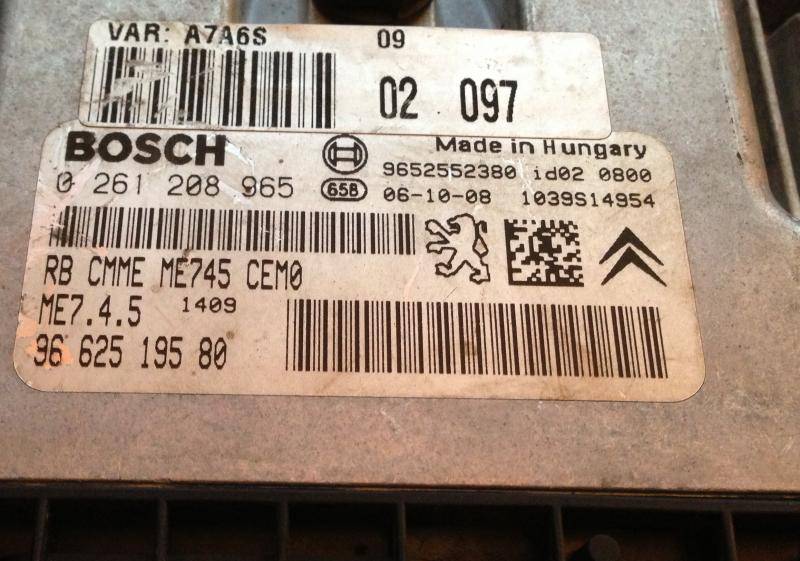 VAR: A7A6S 09
02 097
BOSCH Made in Hungary
9652552380 id02 0800
0 261 208 965 658 06-10-08 1039S14954
RB CMME ME745 CEM0
ME7.4.5 1409
96 625 195 80